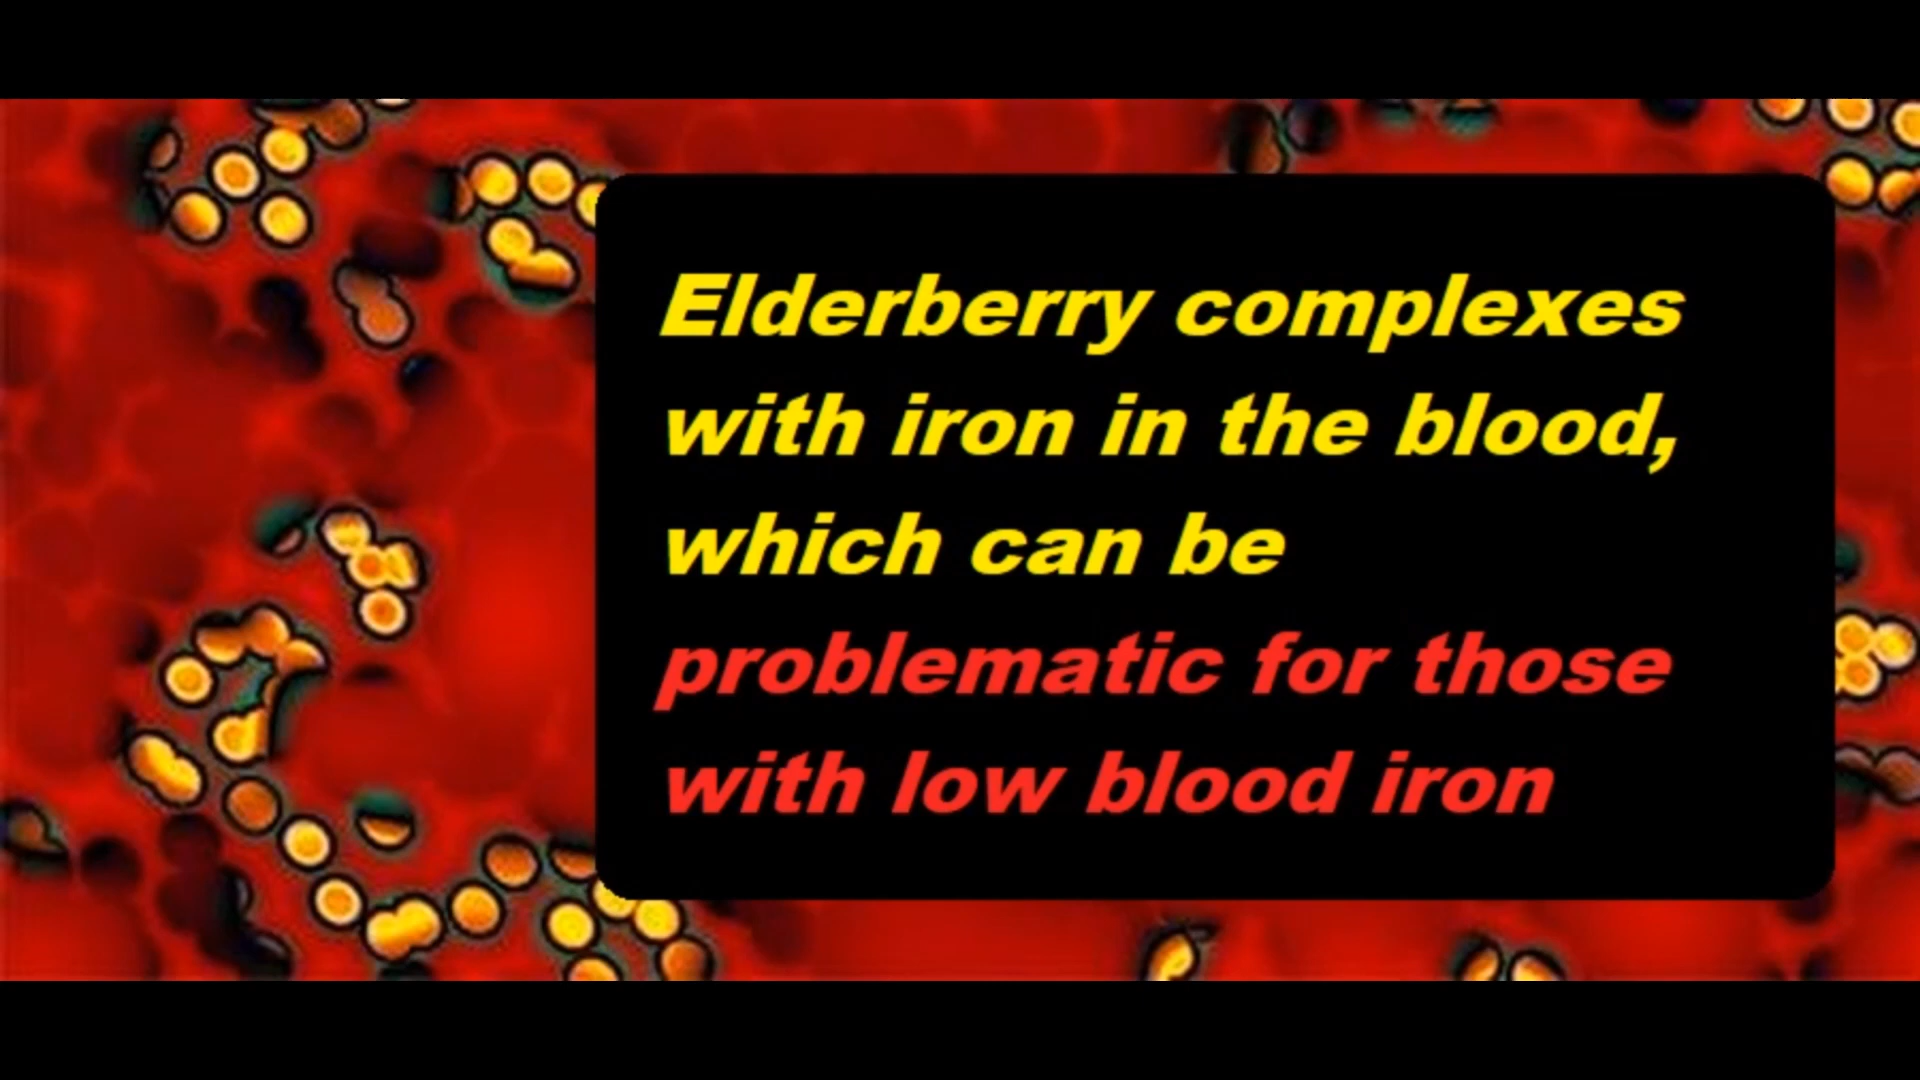 Elderberry complexes
with iron in the blood,
which can be
problematic for those
with low blood iron